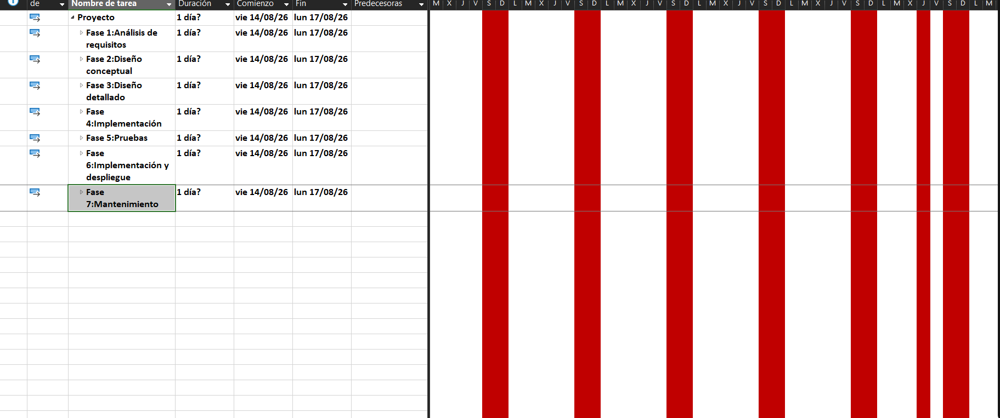 de Nombre de tarea Duración Comienzo Fin Predecesoras M X J V S D L M X J V S D L M X J V S D L M X J V S D L M X J V S D L M X J V S D L M
Proyecto 1 día? vie 14/08/26 lun 17/08/26
Fase 1:Análisis de 1 día? vie 14/08/26 lun 17/08/26
requisitos
Fase 2:Diseño 1 día? vie 14/08/26 lun 17/08/26
conceptual
Fase 3:Diseño 1 día? vie 14/08/26 lun 17/08/26
detallado
Fase 1 día? vie 14/08/26 lun 17/08/26
4:Implementación
Fase 5:Pruebas 1 día? vie 14/08/26 lun 17/08/26
Fase 1 día? vie 14/08/26 lun 17/08/26
6:Implementación y
despliegue
Fase 1 día? vie 14/08/26 lun 17/08/26
7:Mantenimiento